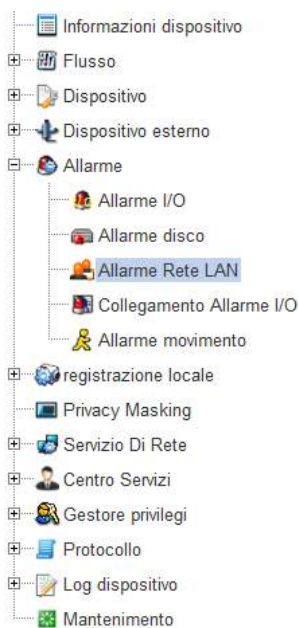 Informazioni dispositivo
Flusso
Dispositivo
Dispositivo esterno
Allarme
Allarme I/O
Allarme disco
Allarme Rete LAN
Collegamento Allarme I/O
Allarme movimento
registrazione locale
Privacy Masking
Servizio Di Rete
Centro Servizi
Gestore privilegi
Protocollo
Log dispositivo
Mantenimento